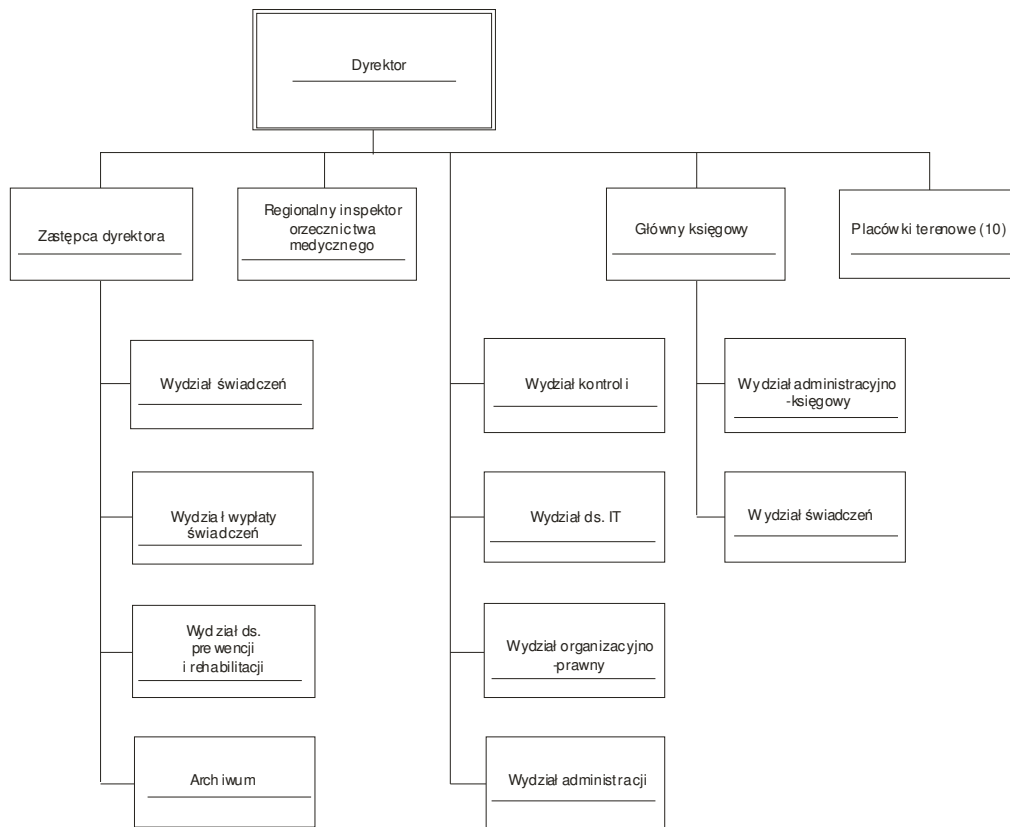 Dyrektor
Zastępca dyrektora
Regionalny inspektor
orzecznictwa
medycznego
Główny księgowy
Placówki terenowe (10)
Wydział świadczeń
Wydział kontroli
Wydział administracyjno
-księgowy
Wydział wypłaty
świadczeń
Wydział ds. IT
Wydział świadczeń
Wydział ds.
prewencji
i rehabilitacji
Wydział organizacyjno
-prawny
Archiwum
Wydział administracji